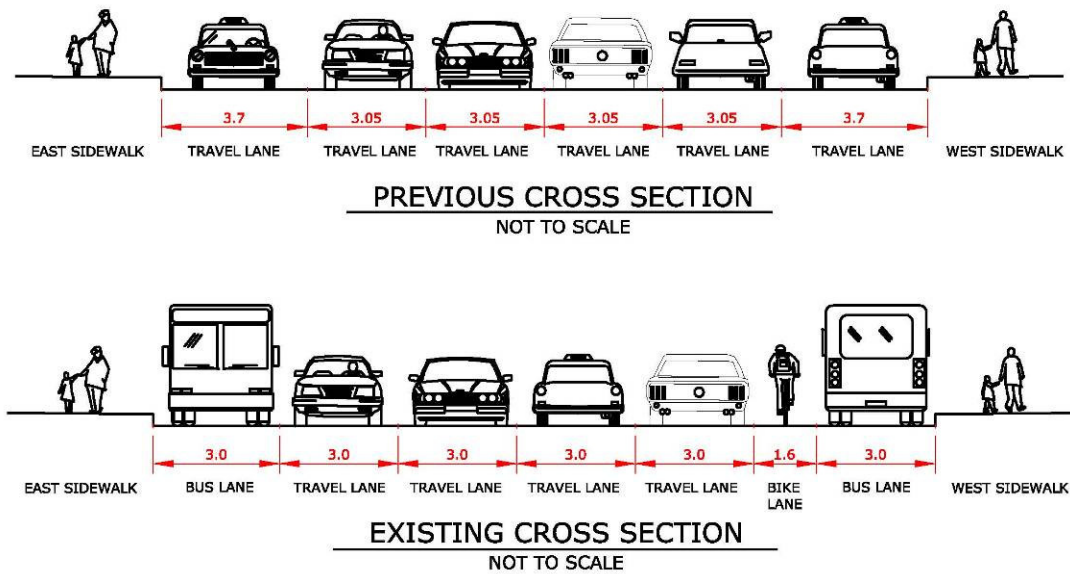 3.7 3.05 3.05 3.05 3.05 3.7
EAST SIDEWALK TRAVEL LANE TRAVEL LANE TRAVEL LANE TRAVEL LANE TRAVEL LANE TRAVEL LANE WEST SIDEWALK
PREVIOUS CROSS SECTION
NOT TO SCALE
3.0 3.0 3.0 3.0 3.0 1.6 3.0
EAST SIDEWALK BUS LANE TRAVEL LANE TRAVEL LANE TRAVEL LANE TRAVEL LANE BIKE LANE BUS LANE WEST SIDEWALK
EXISTING CROSS SECTION
NOT TO SCALE